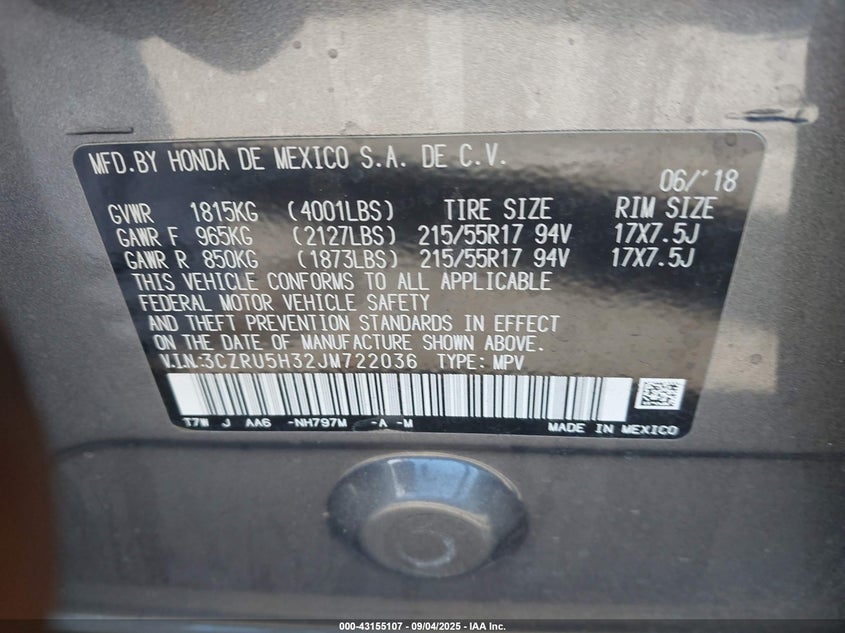 MFD.BY HONDA DE MEXICO S.A. DE C.V.
06/'18
GVWR 1815KG (4001LBS) TIRE SIZE RIM SIZE
GAWR F 965KG (2127LBS) 215/55R17 94V 17X7.5J
GAWR R 850KG (1873LBS) 215/55R17 94V 17X7.5J
THIS VEHICLE CONFORMS TO ALL APPLICABLE
FEDERAL MOTOR VEHICLE SAFETY
AND THEFT PREVENTION STANDARDS IN EFFECT
ON THE DATE OF MANUFACTURE SHOWN ABOVE.
V.I.N:3CZRU5H32JM722036 TYPE: MPV
T7W J AA6 -NH797M -A -M MADE IN MEXICO
000-43155107 - 09/04/2025 - IAA Inc.